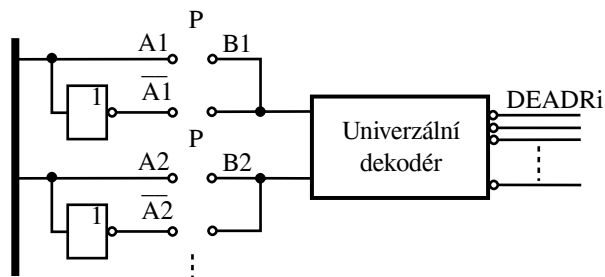 P
A1 B1
1 A1
DEADRi
Univerzální
dekodér
P
A2 B2
1 A2